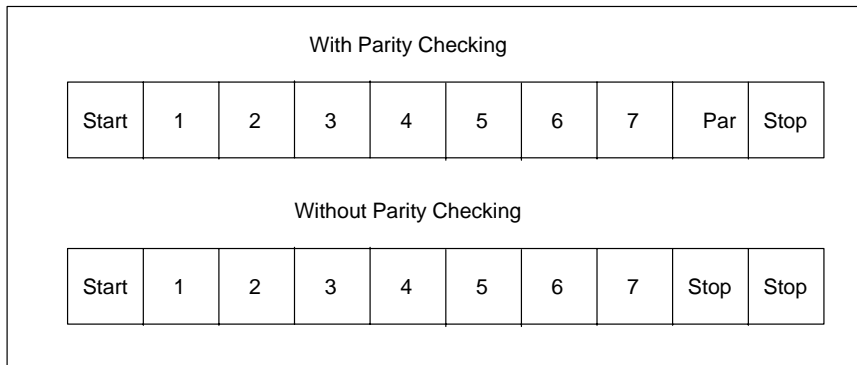 With Parity Checking
Start 1 2 3 4 5 6 7 Par Stop
Without Parity Checking
Start 1 2 3 4 5 6 7 Stop Stop